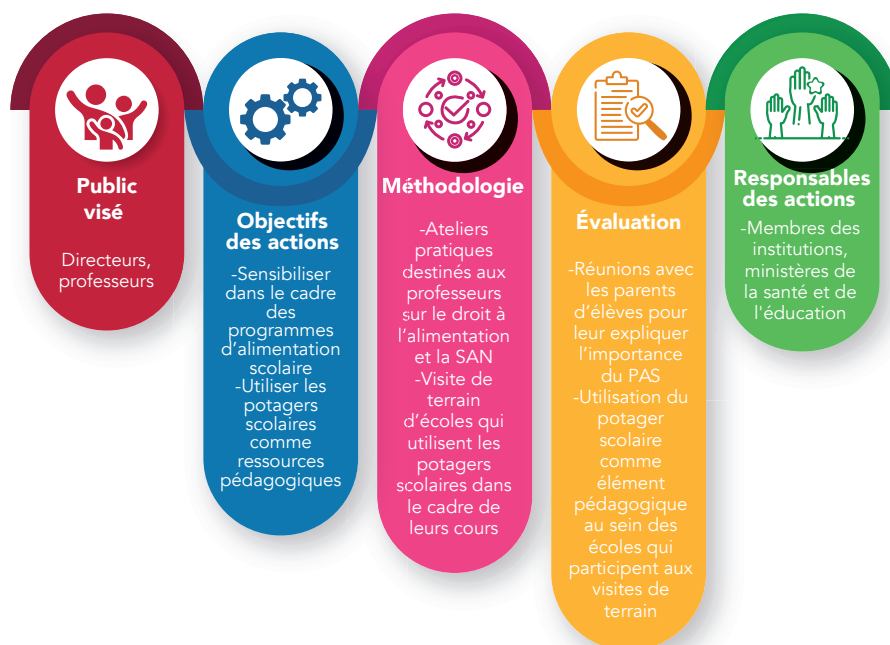 Public
visé
Directeurs,
professeurs
Objectifs
des actions
-Sensibiliser
dans le cadre
des
programmes
d'alimentation
scolaire
-Utiliser les
potagers
scolaires
comme
ressources
pédagogiques
Méthodologie
-Ateliers
pratiques
destinés aux
professeurs
sur le droit à
l'alimentation
et la SAN
-Visite de
terrain
d'écoles qui
utilisent les
potagers
scolaires dans
le cadre de
leurs cours
Évaluation
-Réunions avec
les parents
d'élèves pour
leur expliquer
l'importance
du PAS
-Utilisation du
potager
scolaire
comme
élément
pédagogique
au sein des
écoles qui
participent aux
visites de
terrain
Responsables
des actions
-Membres des
institutions,
ministères de
la santé et de
l'éducation